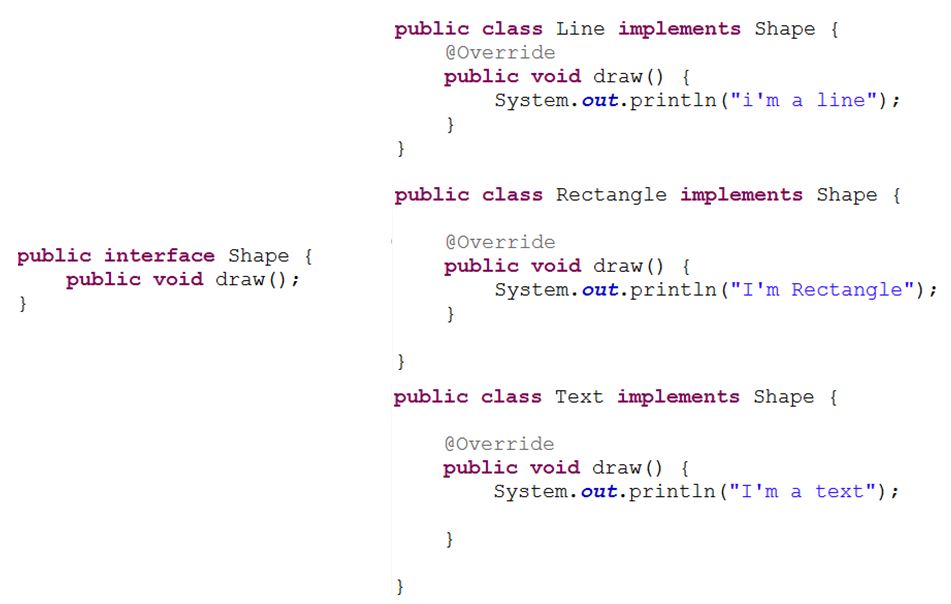 public interface Shape {
    public void draw();
}
public class Line implements Shape {
    @Override
    public void draw() {
        System.out.println("i'm a line");
    }
}
public class Rectangle implements Shape {
    @Override
    public void draw() {
        System.out.println("I'm Rectangle");
    }
}
public class Text implements Shape {
    @Override
    public void draw() {
        System.out.println("I'm a text");
    }
}